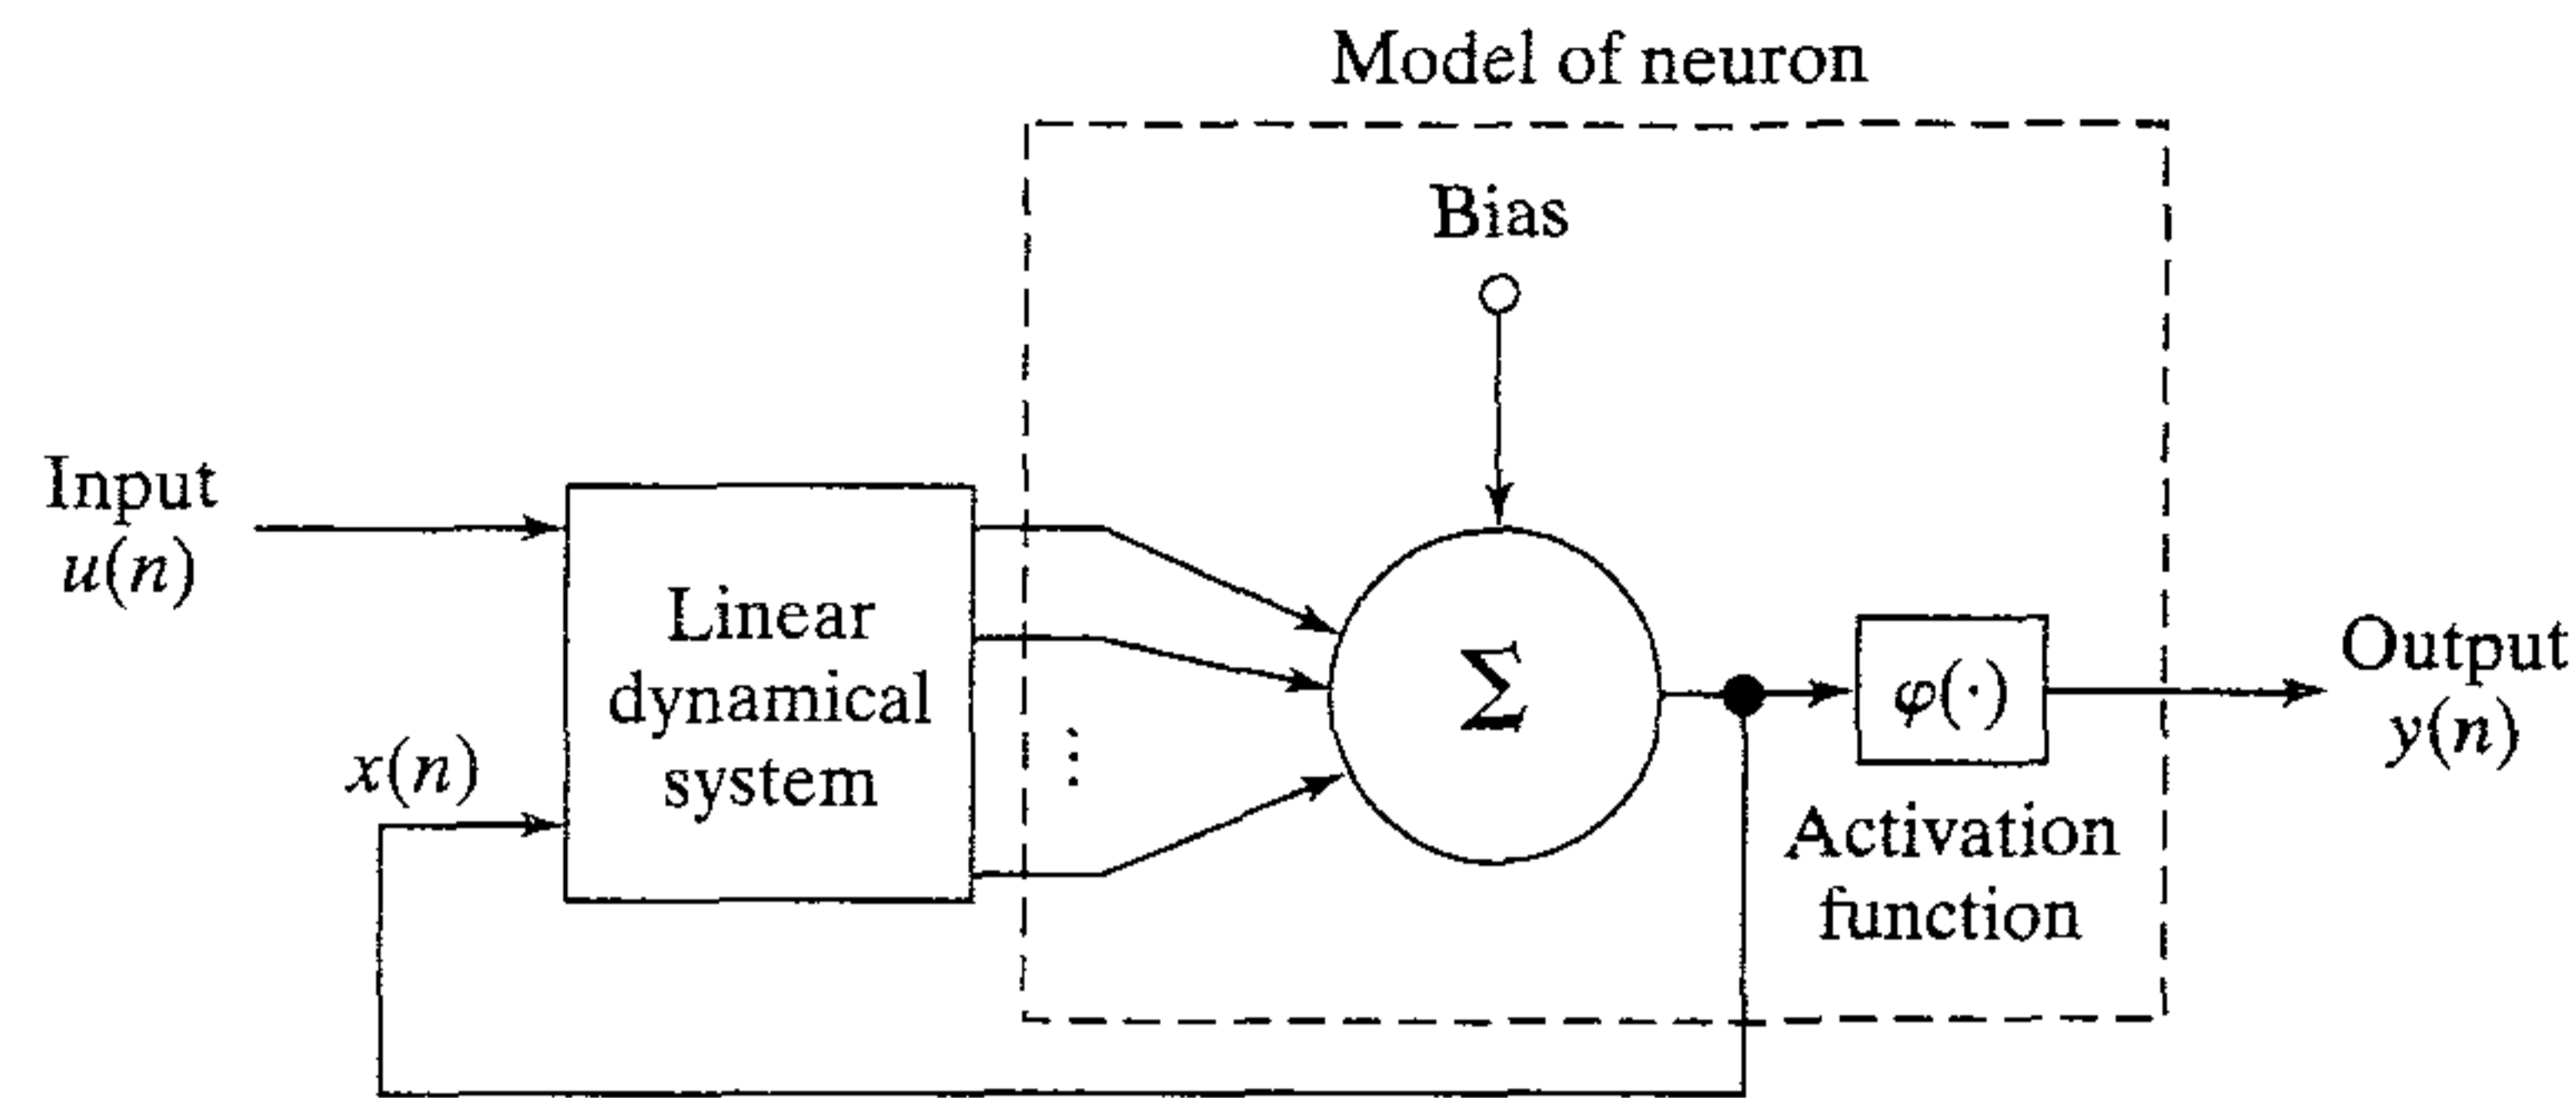 Model of neuron
Bias
Input
u(n)
Linear
dynamical
system
x(n)
Σ
φ(·)
Output
y(n)
Activation
function